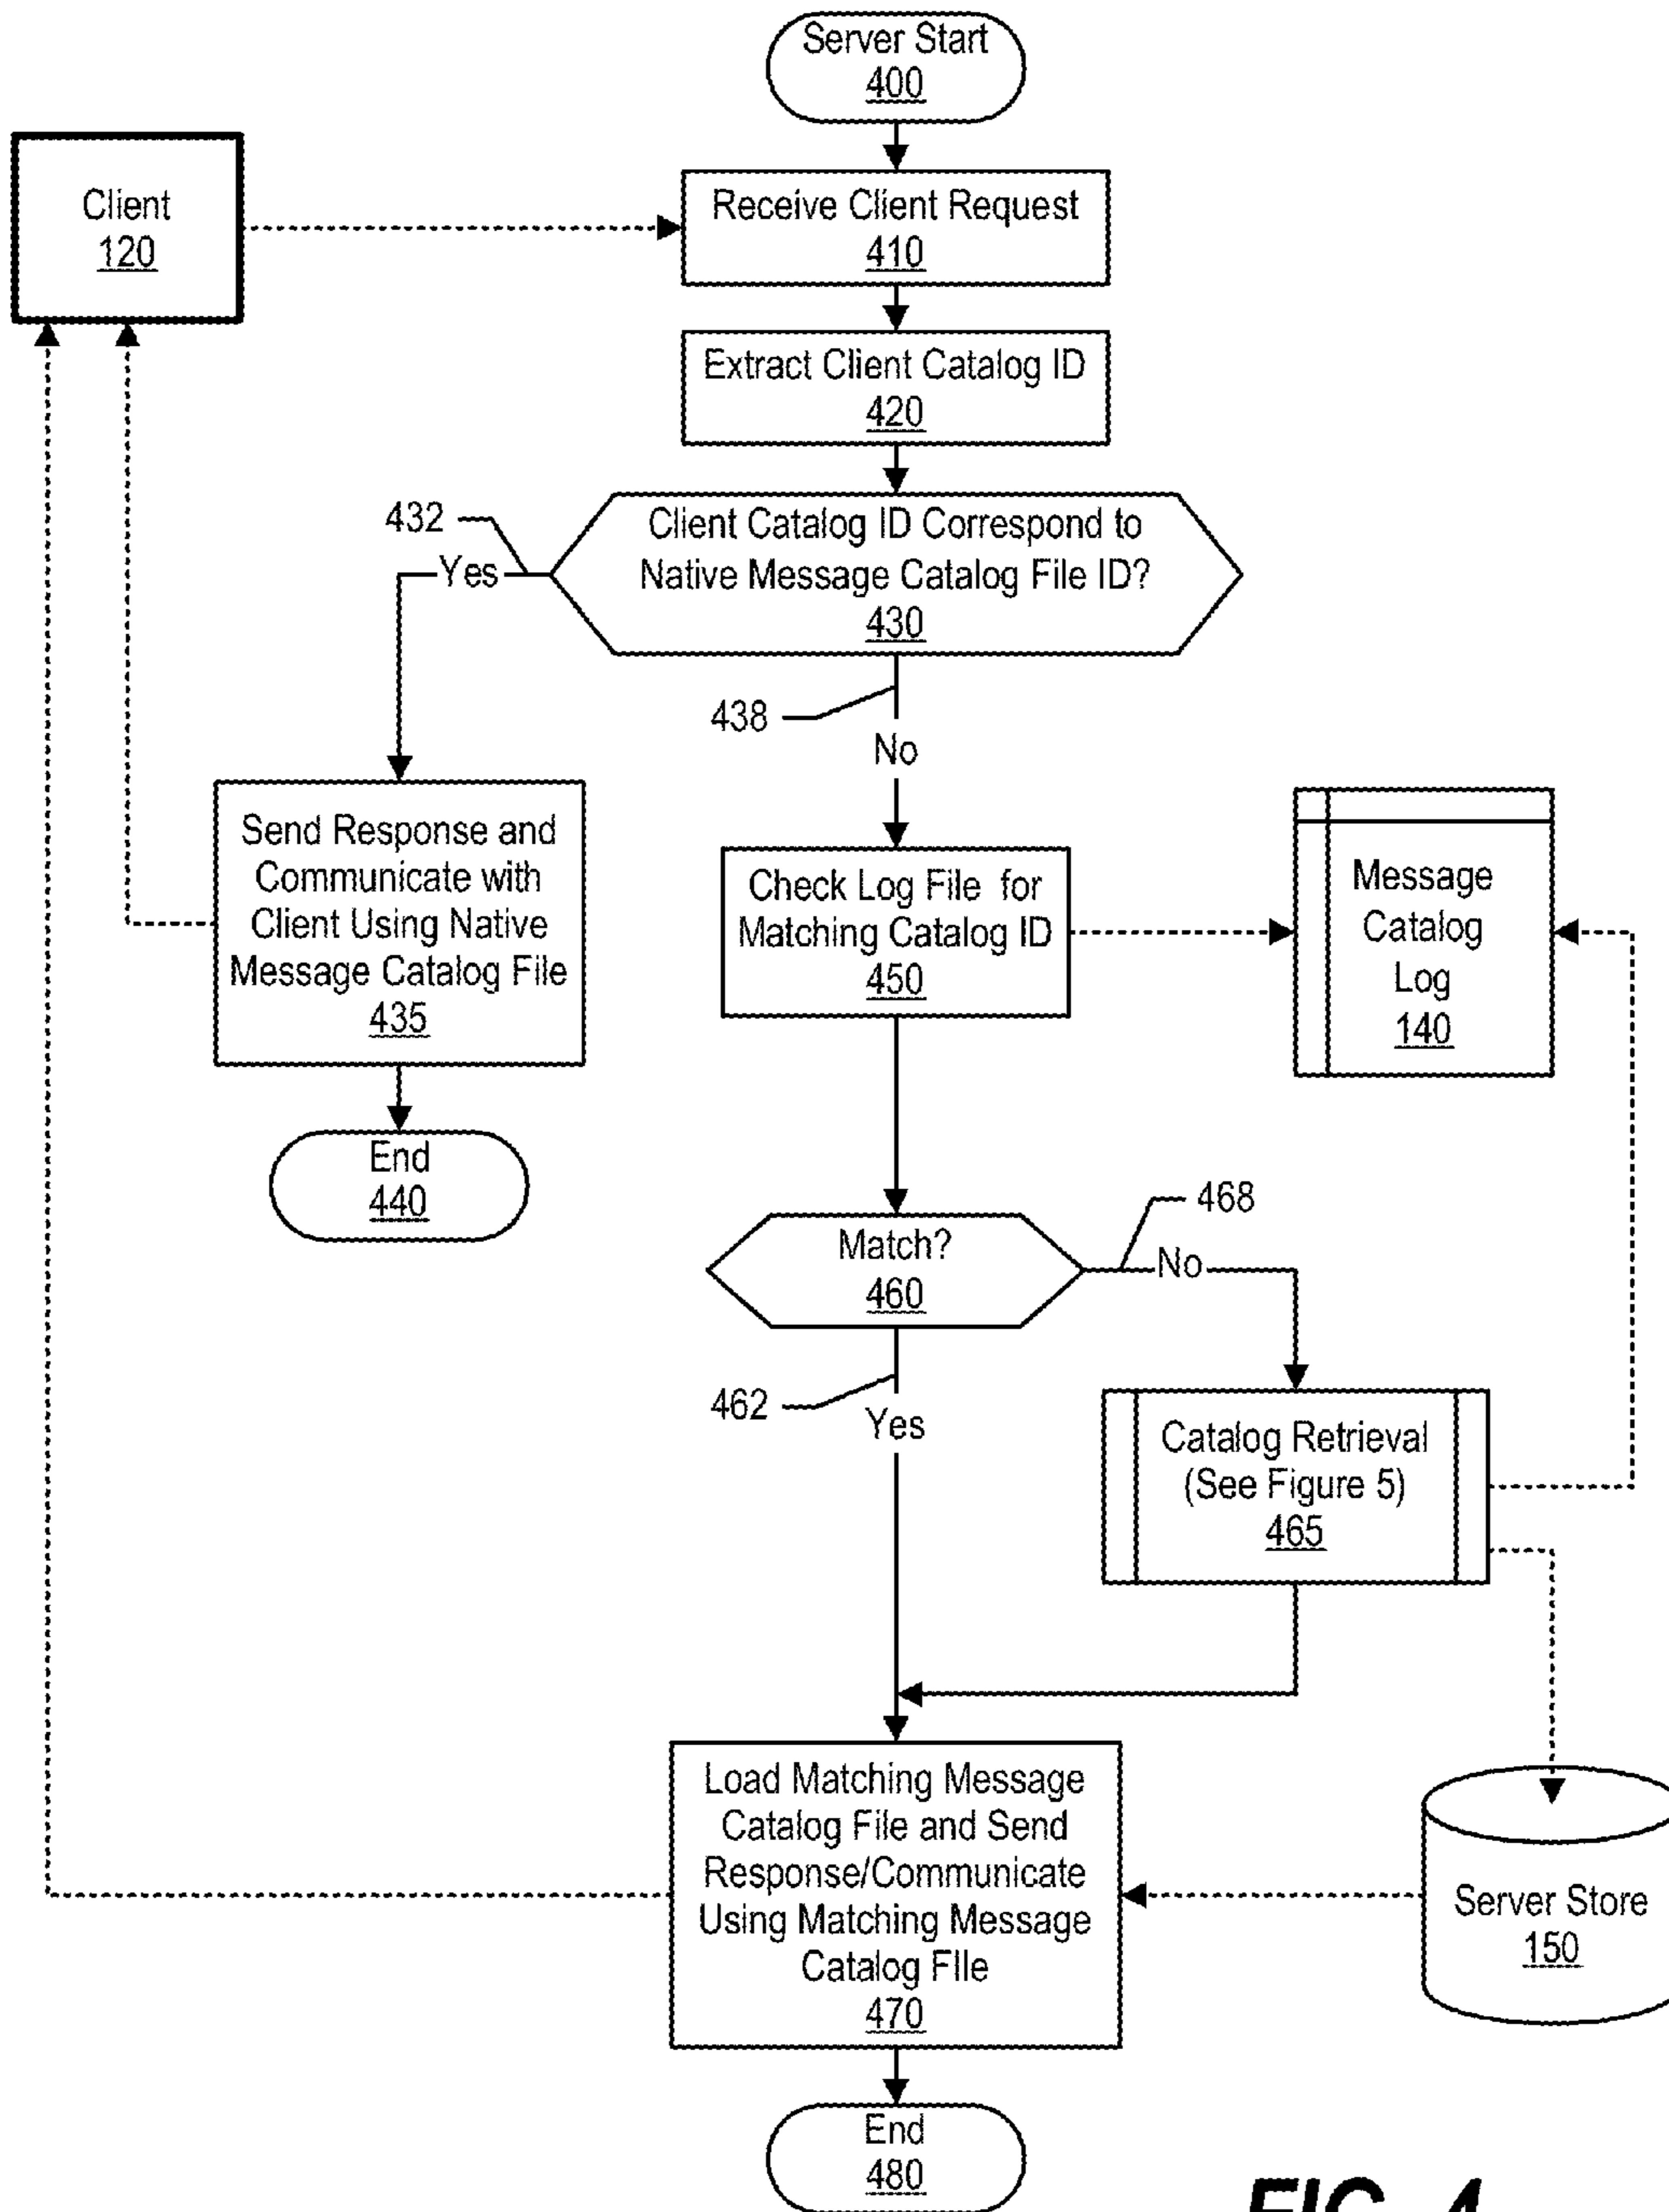 Server Start
400
Client
120
Receive Client Request
410
Extract Client Catalog ID
420
Client Catalog ID Correspond to
Native Message Catalog File ID?
430
432
Yes
438
No
Send Response and
Communicate with
Client Using Native
Message Catalog File
435
End
440
Check Log File for
Matching Catalog ID
450
Message
Catalog
Log
140
Match?
460
468
No
462
Yes
Catalog Retrieval
(See Figure 5)
465
Load Matching Message
Catalog File and Send
Response/Communicate
Using Matching Message
Catalog FIle
470
Server Store
150
End
480
FIG. 4